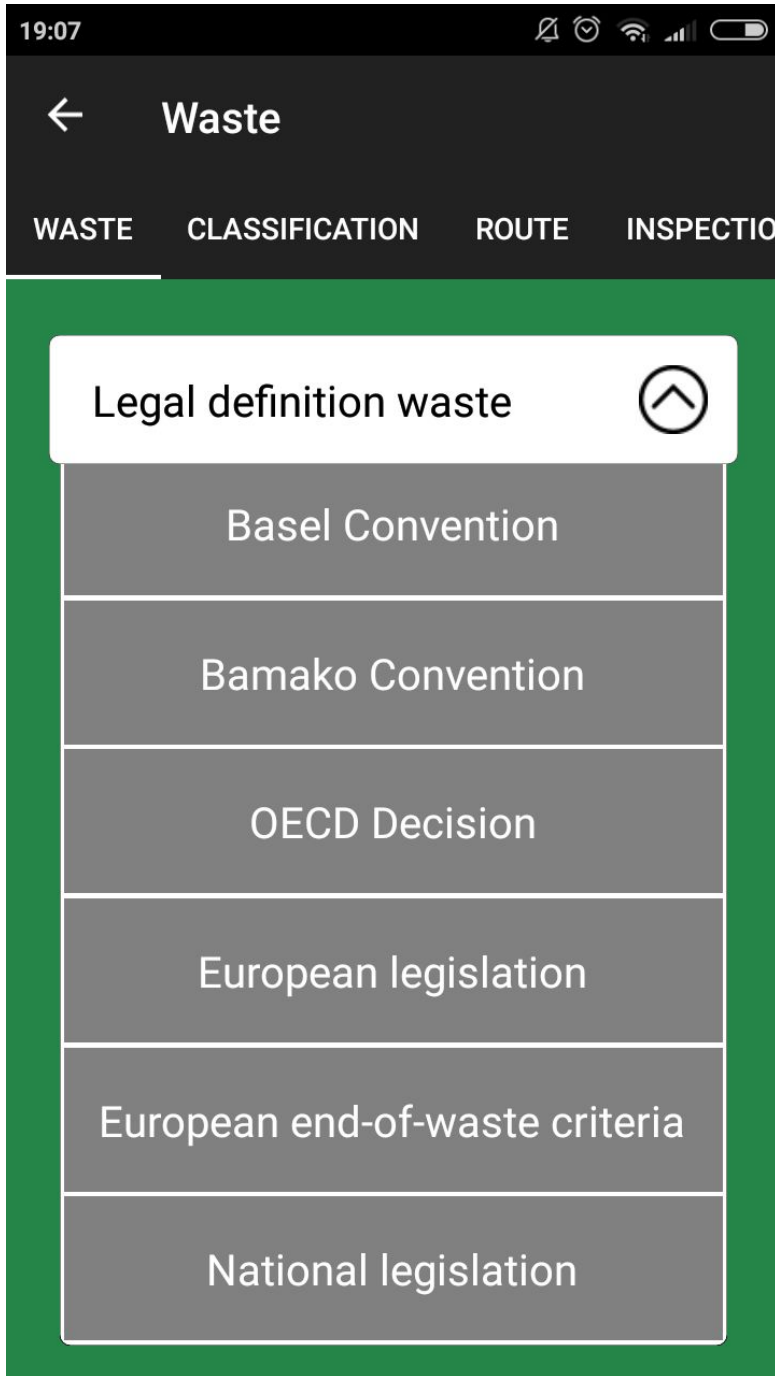 19:07
Waste
WASTE CLASSIFICATION ROUTE INSPECTIO
Legal definition waste
Basel Convention
Bamako Convention
OECD Decision
European legislation
European end-of-waste criteria
National legislation